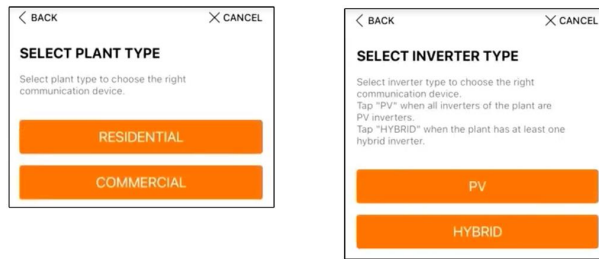 < BACK
X CANCEL
SELECT PLANT TYPE
Select plant type to choose the right
communication device.
RESIDENTIAL
COMMERCIAL
< BACK
X CANCEL
SELECT INVERTER TYPE
Select inverter type to choose the right
communication device.
Tap "PV" when all inverters of the plant are
PV inverters.
Tap "HYBRID" when the plant has at least one
hybrid inverter.
PV
HYBRID